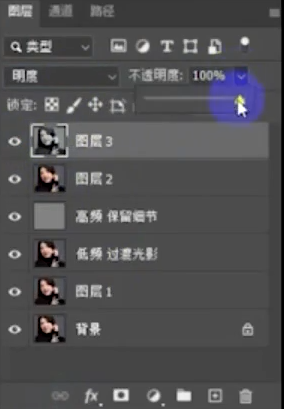 图层 通道 路径
类型
明度 不透明度: 100%
锁定:
图层 3
图层 2
高频 保留细节
低频 过渡光影
图层 1
背景
fx